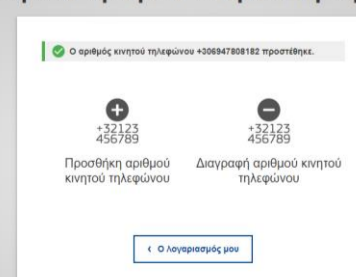 Ο αριθμός κινητού τηλεφώνου +306947808182 προστέθηκε.
+32123
456789
Προσθήκη αριθμού
κινητού τηλεφώνου
+32123
456789
Διαγραφή αριθμού κινητού
τηλεφώνου
‹ Ο λογαριασμός μου